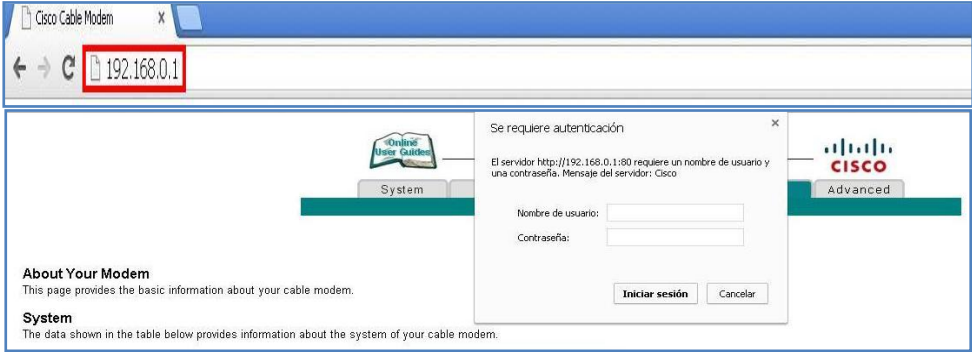 Cisco Cable Modem x
192.168.0.1
Online
User Guides
CISCO
System
Advanced
Se requiere autenticación ×
El servidor http://192.168.0.1:80 requiere un nombre de usuario y
una contraseña. Mensaje del servidor: Cisco
Nombre de usuario:
Contraseña:
Iniciar sesión Cancelar
About Your Modem
This page provides the basic information about your cable modem.
System
The data shown in the table below provides information about the system of your cable modem.